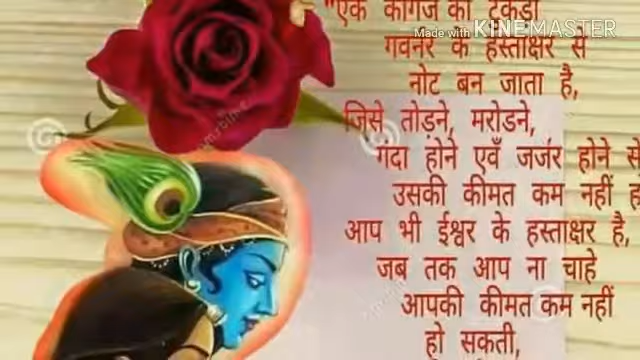 "एक कागज का टुकड़ा
Made with KINEMASTER
गवर्नर के हस्ताक्षर से
नोट बन जाता है,
जिसे तोड़ने, मरोडने,
गंदा होने एवँ जर्जर होने से
उसकी कीमत कम नहीं
आप भी ईश्वर के हस्ताक्षर है,
जब तक आप ना चाहे
आपकी कीमत कम नहीं
हो सकती,